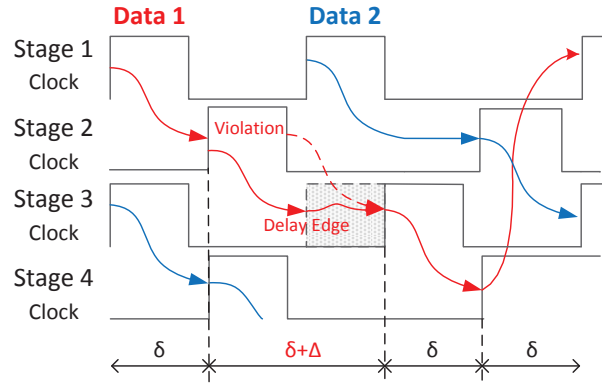 Data 1 Data 2
Stage 1
Clock
Stage 2
Clock
Violation
Stage 3
Clock
Delay Edge
Stage 4
Clock
δ δ+Δ δ δ